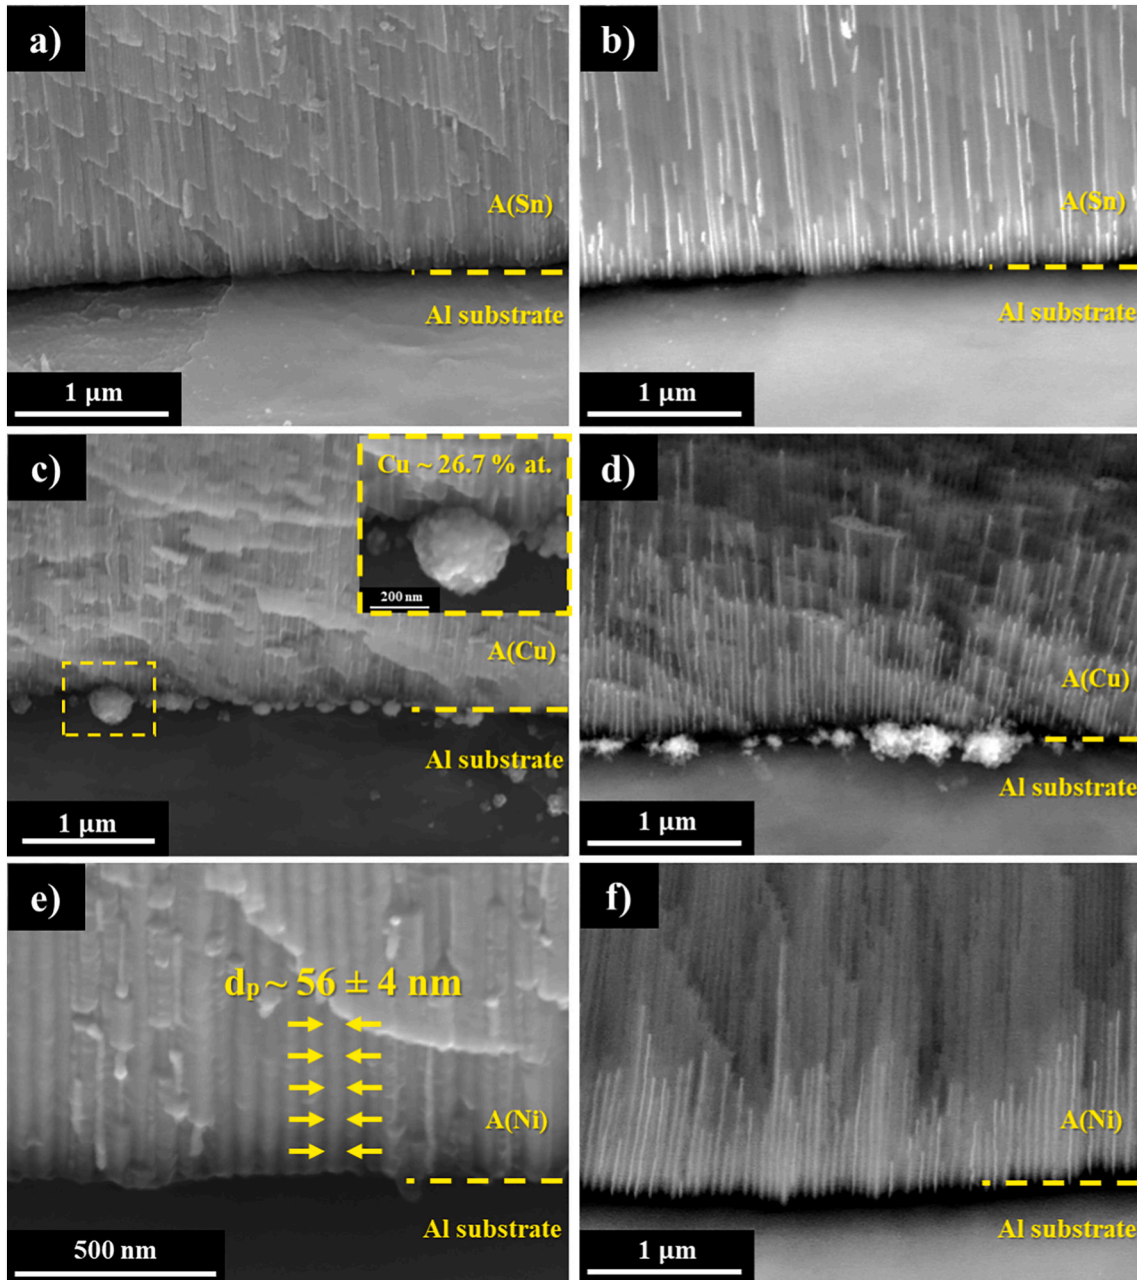 a)
A(Sn)
Al substrate
1 μm
b)
A(Sn)
Al substrate
1 μm
c)
Cu ~ 26.7 % at.
200 nm
A(Cu)
Al substrate
1 μm
d)
A(Cu)
Al substrate
1 μm
e)
dp ~ 56 ± 4 nm
A(Ni)
Al substrate
500 nm
f)
A(Ni)
Al substrate
1 μm